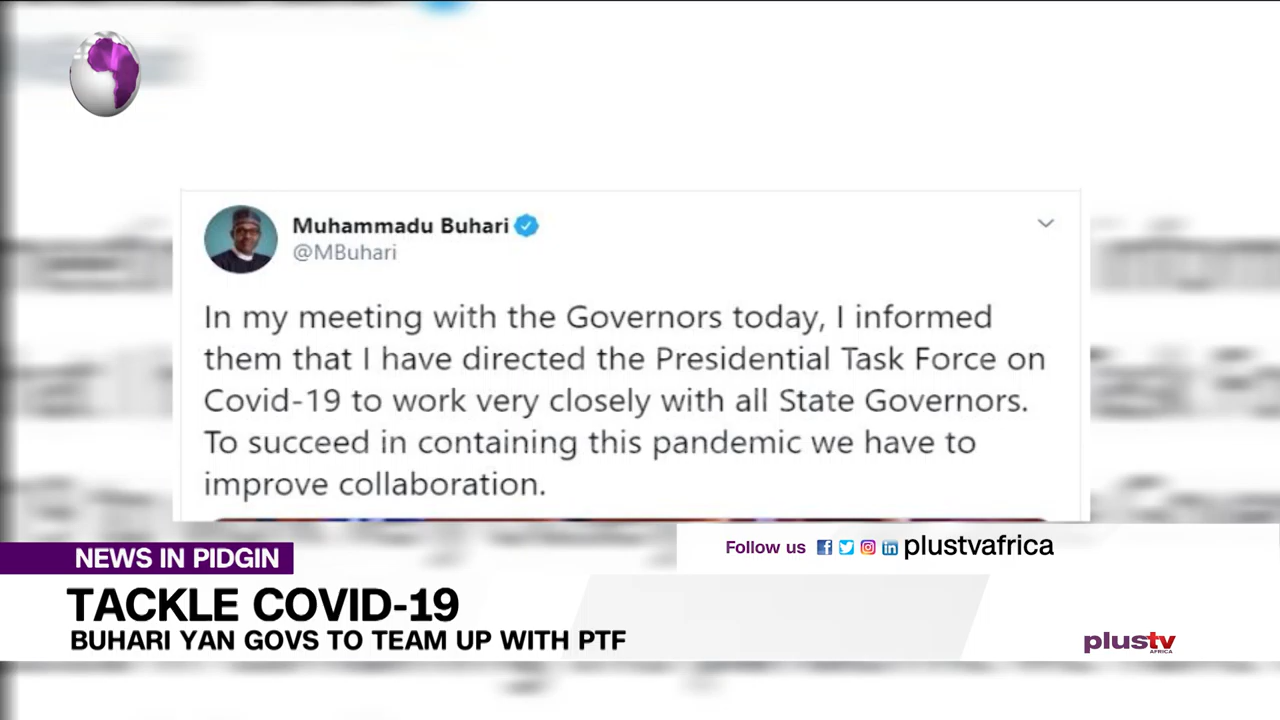 Muhammadu Buhari
@MBuhari
In my meeting with the Governors today, I informed
them that I have directed the Presidential Task Force on
Covid-19 to work very closely with all State Governors.
To succeed in containing this pandemic we have to
improve collaboration.
Follow us plustvafrica
NEWS IN PIDGIN
TACKLE COVID-19
BUHARI YAN GOVS TO TEAM UP WITH PTF
plustv
AFRICA